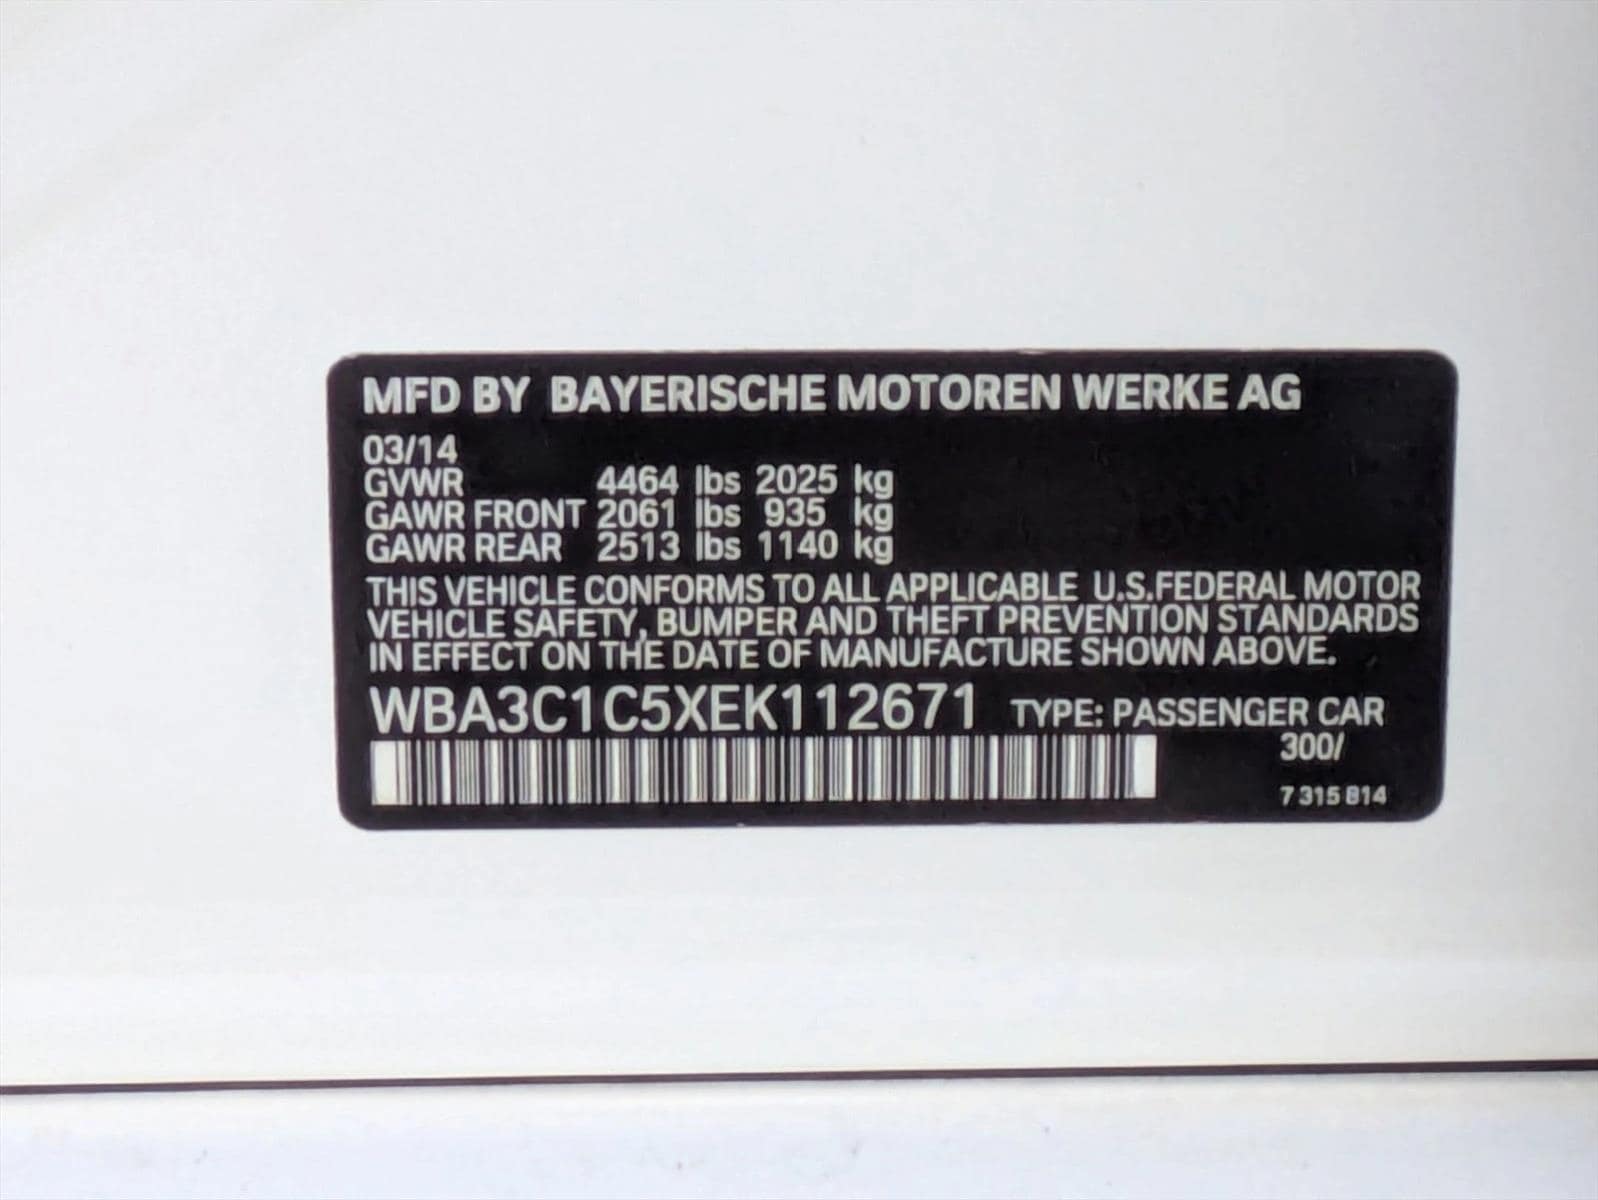 MFD BY BAYERISCHE MOTOREN WERKE AG
03/14
GVWR 4464 lbs 2025 kg
GAWR FRONT 2061 lbs 935 kg
GAWR REAR 2513 lbs 1140 kg
THIS VEHICLE CONFORMS TO ALL APPLICABLE U.S.FEDERAL MOTOR
VEHICLE SAFETY, BUMPER AND THEFT PREVENTION STANDARDS
IN EFFECT ON THE DATE OF MANUFACTURE SHOWN ABOVE.
WBA3C1C5XEK112671 TYPE: PASSENGER CAR
300/
7 315 814